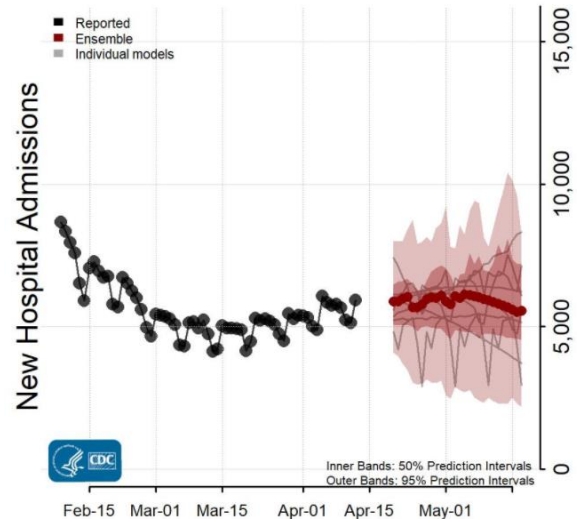 Reported
Ensemble
Individual models
New Hospital Admissions
15,000
10,000
5,000
0
CDC
Inner Bands: 50% Prediction Intervals
Outer Bands: 95% Prediction Intervals
Feb-15 Mar-01 Mar-15 Apr-01 Apr-15 May-01